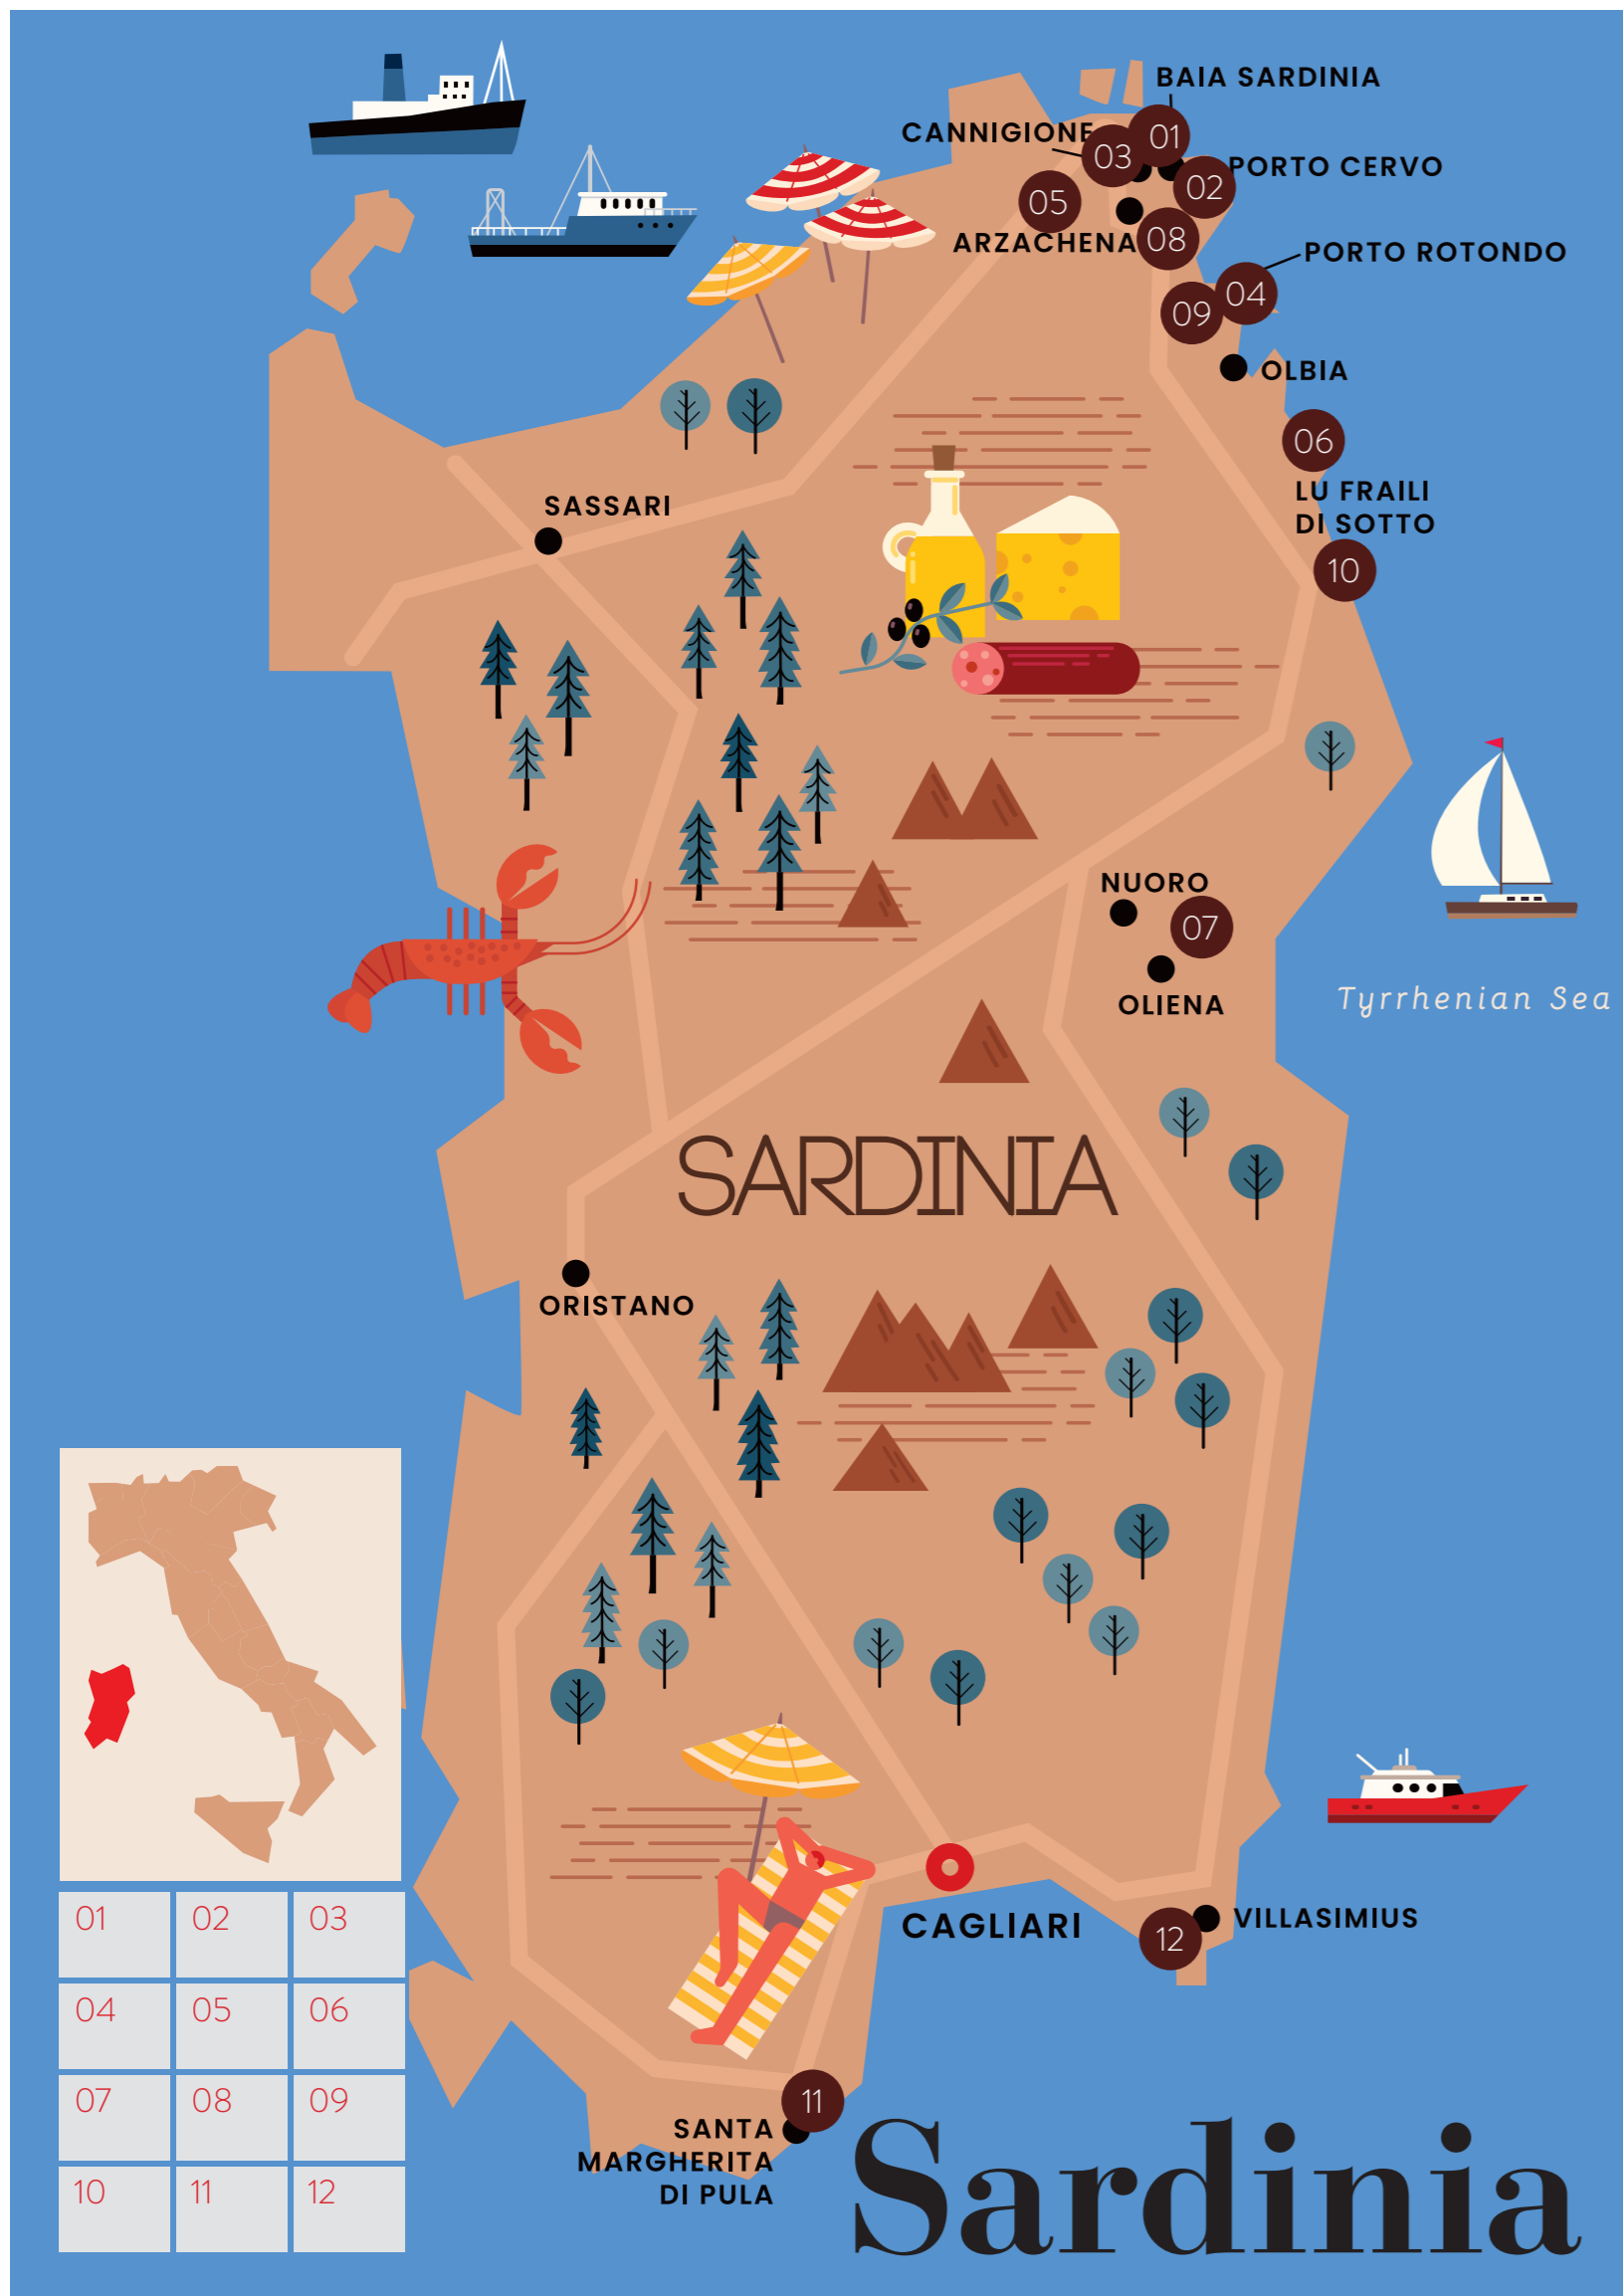 BAIA SARDINIA
CANNIGIONE
01
03
PORTO CERVO
02
05
ARZACHENA
08
PORTO ROTONDO
04
09
OLBIA
06
LU FRAILI
DI SOTTO
10
SASSARI
NUORO
07
OLIENA
Tyrrhenian Sea
SARDINIA
ORISTANO
CAGLIARI
12
VILLASIMIUS
11
SANTA
MARGHERITA
DI PULA
01 02 03
04 05 06
07 08 09
10 11 12
Sardinia